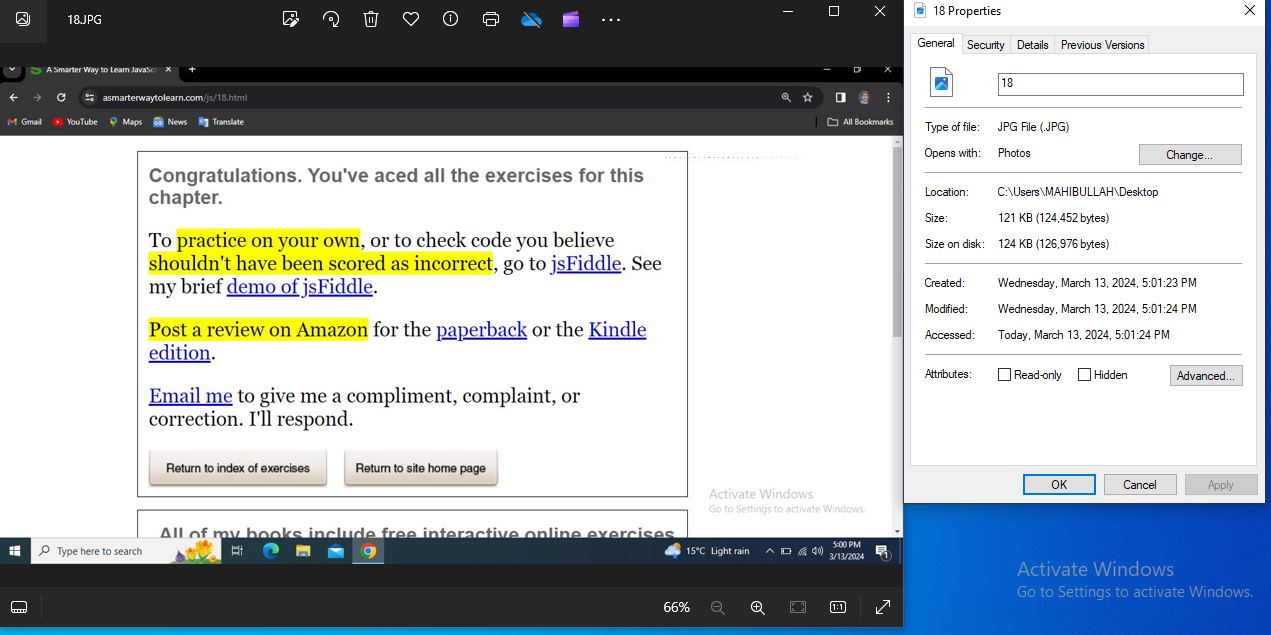 18.JPG
A Smarter Way to Learn JavaSc
asmarterwaytolearn.com/js/18.html
Gmail YouTube Maps News Translate All Bookmarks
Congratulations. You've aced all the exercises for this
chapter.
To practice on your own, or to check code you believe
shouldn't have been scored as incorrect, go to jsFiddle. See
my brief demo of jsFiddle.
Post a review on Amazon for the paperback or the Kindle
edition.
Email me to give me a compliment, complaint, or
correction. I'll respond.
Return to index of exercises Return to site home page
Activate Windows
Go to Settings to activate Windows.
All of my books include free interactive online exercises
Type here to search
15°C Light rain
5:00 PM
3/13/2024
1
66%
1:1
18 Properties
General Security Details Previous Versions
18
Type of file: JPG File (.JPG)
Opens with: Photos Change...
Location: C:\Users\MAHIBULLAH\Desktop
Size: 121 KB (124,452 bytes)
Size on disk: 124 KB (126,976 bytes)
Created: Wednesday, March 13, 2024, 5:01:23 PM
Modified: Wednesday, March 13, 2024, 5:01:24 PM
Accessed: Today, March 13, 2024, 5:01:24 PM
Attributes: Read-only Hidden Advanced...
OK Cancel Apply
Activate Windows
Go to Settings to activate Windows.